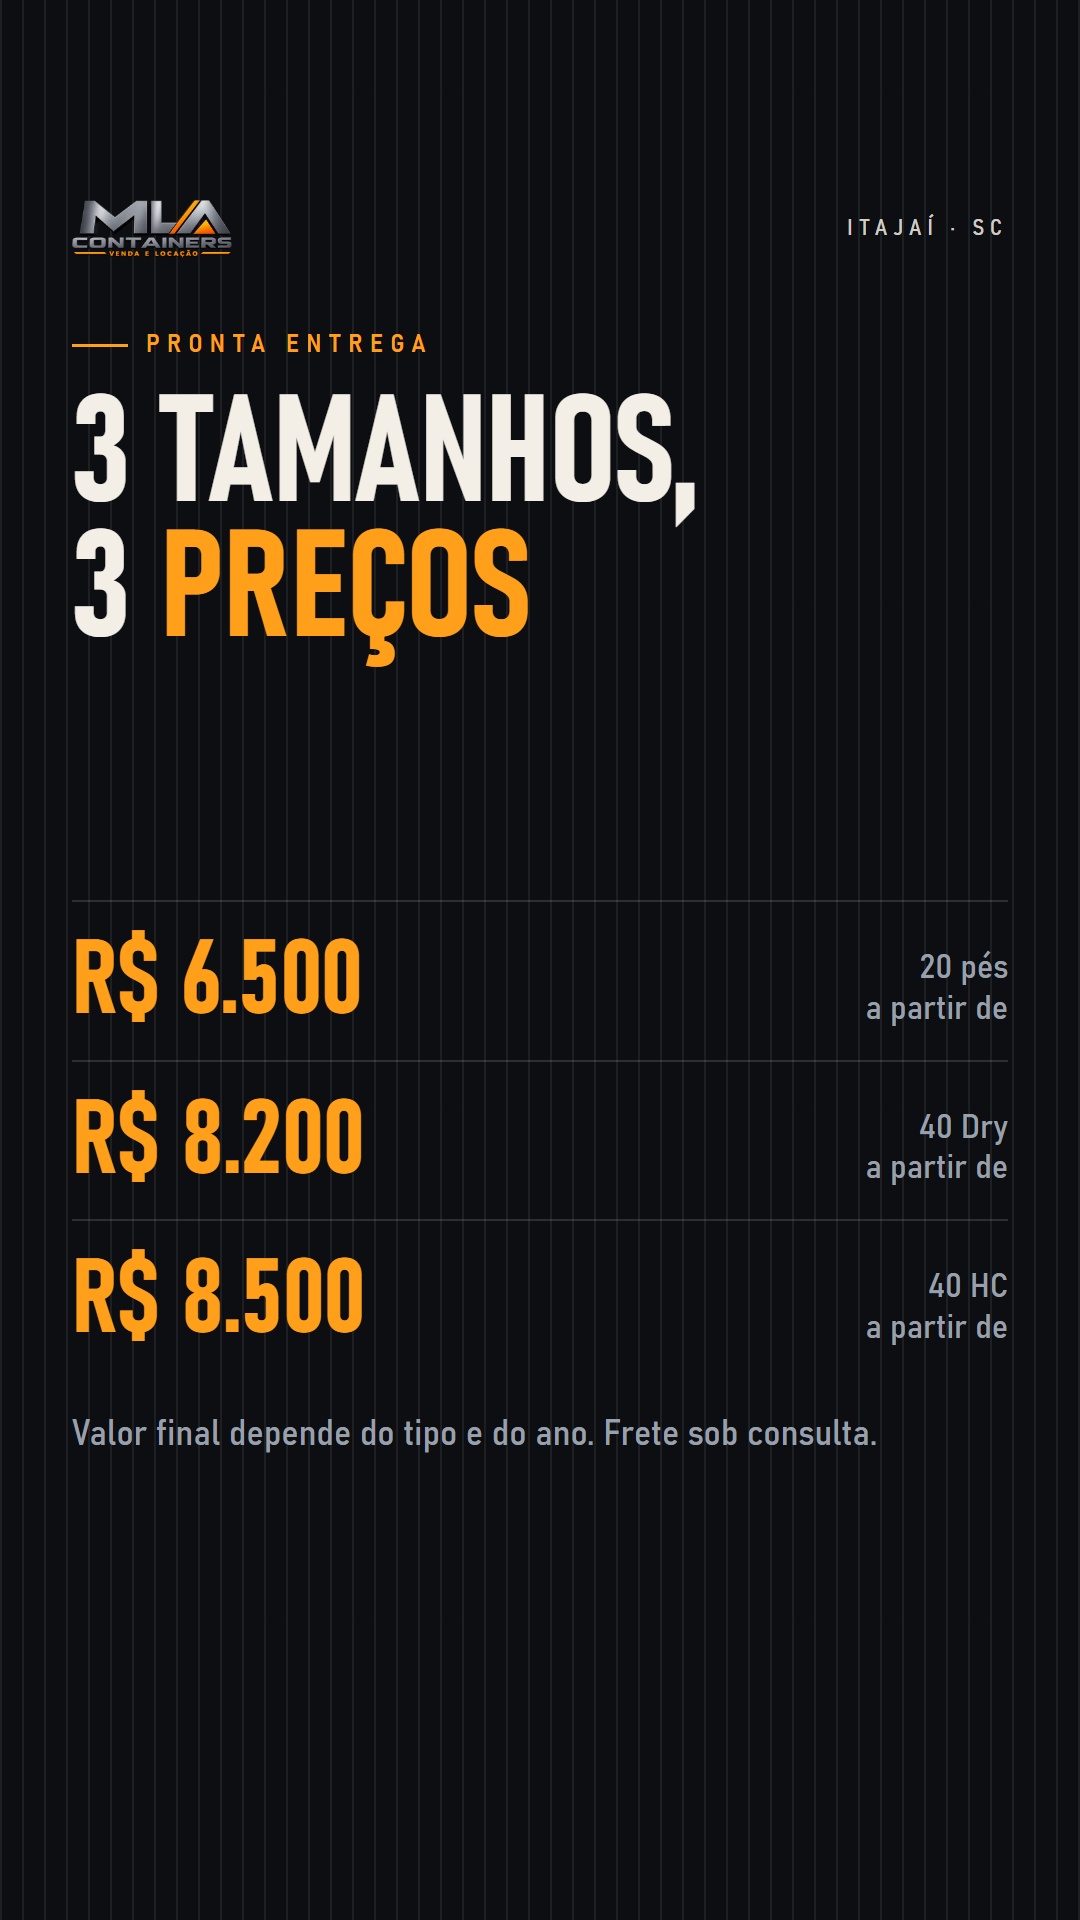 MLA
CONTAINERS
VENDA E LOCAÇÃO
ITAJAÍ · SC
PRONTA ENTREGA
3 TAMANHOS,
3 PREÇOS
R$ 6.500
20 pés
a partir de
R$ 8.200
40 Dry
a partir de
R$ 8.500
40 HC
a partir de
Valor final depende do tipo e do ano. Frete sob consulta.